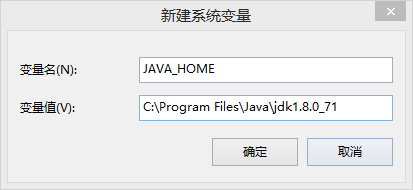 新建系统变量
变量名(N):
JAVA_HOME
变量值(V):
C:\Program Files\Java\jdk1.8.0_71
确定
取消